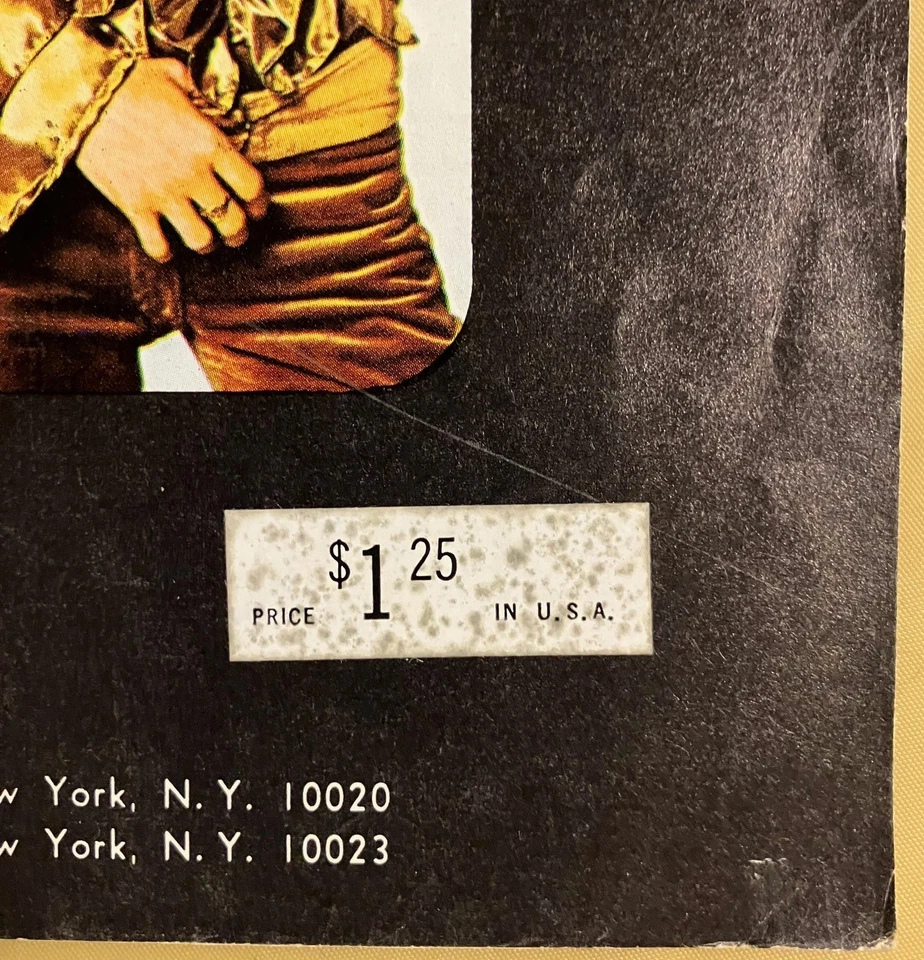 $1 25
PRICE IN U.S.A.
w York, N. Y. 10020
w York, N. Y. 10023